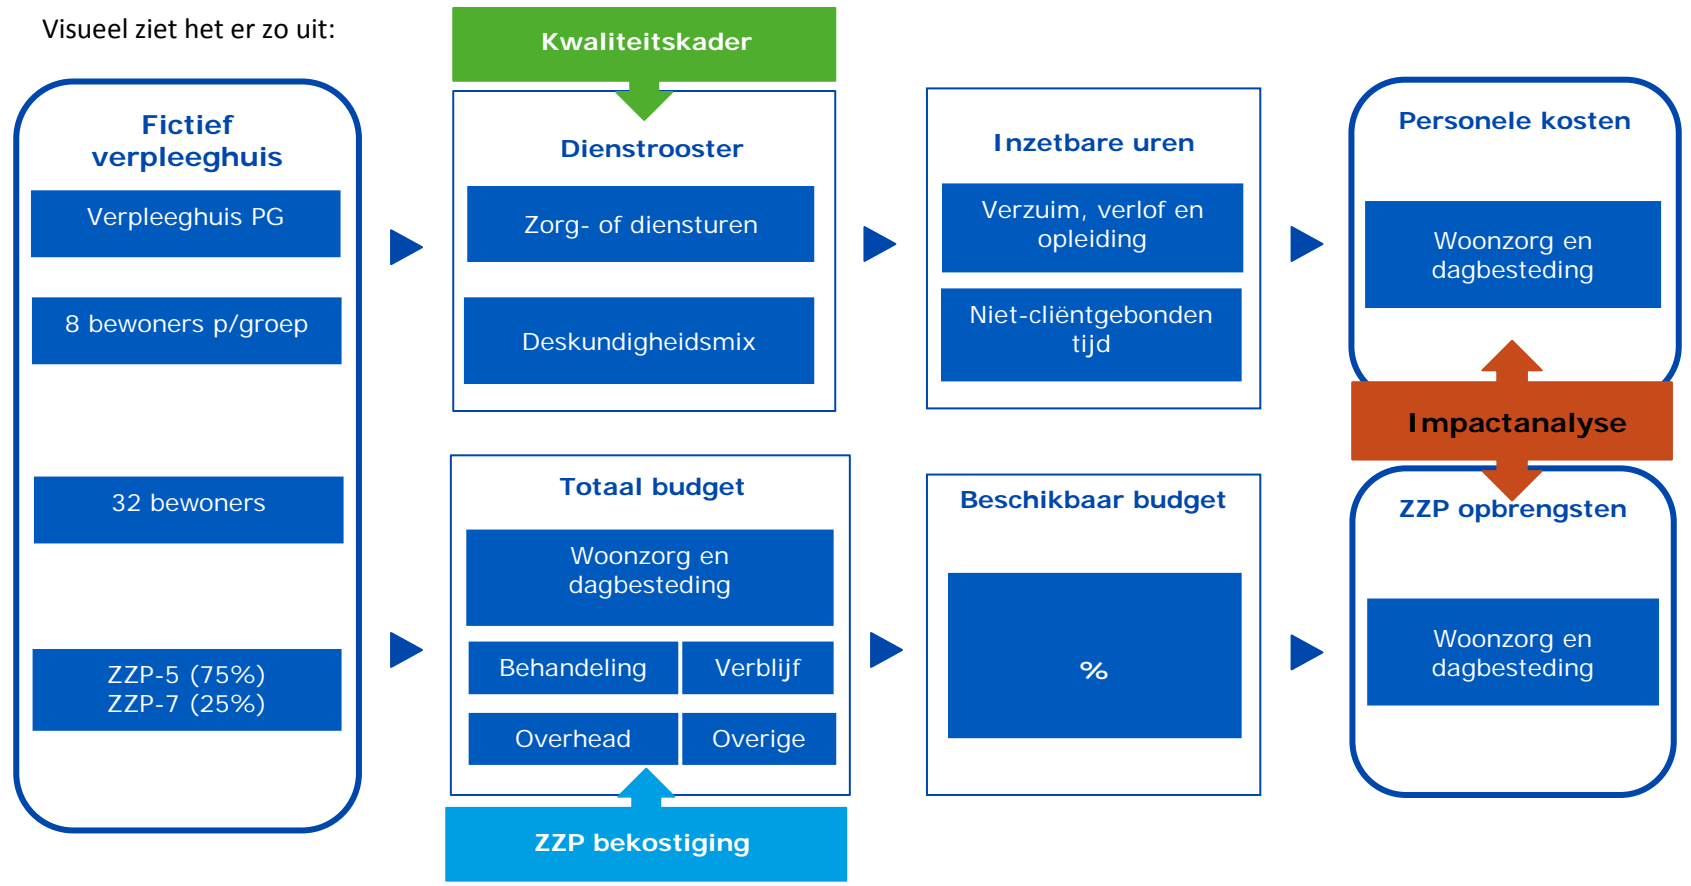 Visueel ziet het er zo uit:
Fictief
verpleeghuis
Verpleeghuis PG
8 bewoners p/groep
32 bewoners
ZZP-5 (75%)
ZZP-7 (25%)
Kwaliteitskader
Dienstrooster
Zorg- of diensturen
Deskundigheidsmix
Inzetbare uren
Verzuim, verlof en
opleiding
Niet-cliëntgebonden
tijd
Personele kosten
Woonzorg en
dagbesteding
Impactanalyse
Totaal budget
Woonzorg en
dagbesteding
Behandeling
Verblijf
Overhead
Overige
ZZP bekostiging
Beschikbaar budget
%
ZZP opbrengsten
Woonzorg en
dagbesteding